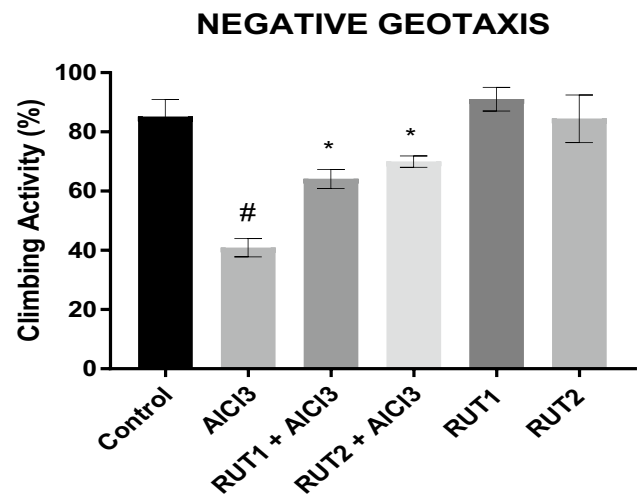 NEGATIVE GEOTAXIS
Climbing Activity (%)
100
80
60
40
20
0
#
*
*
Control
AlCl3
RUT1 + AlCl3
RUT2 + AlCl3
RUT1
RUT2